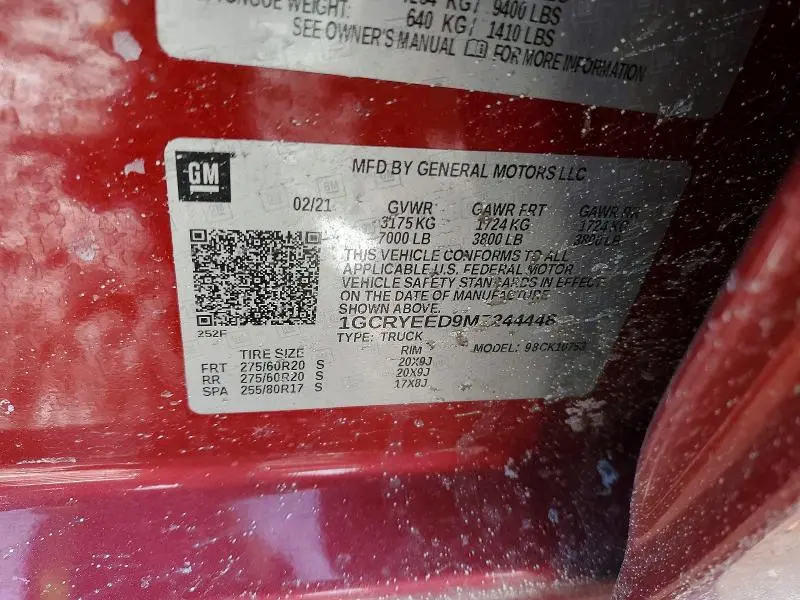 KG / 9400 LBS
TONGUE WEIGHT: 640 KG / 1410 LBS
SEE OWNER'S MANUAL FOR MORE INFORMATION
GM
MFD BY GENERAL MOTORS LLC
02/21 GVWR GAWR FRT GAWR RR
3175 KG 1724 KG 1724 KG
7000 LB 3800 LB 3800 LB
THIS VEHICLE CONFORMS TO ALL
APPLICABLE U.S. FEDERAL MOTOR
VEHICLE SAFETY STANDARDS IN EFFECT
ON THE DATE OF MANUFACTURE
SHOWN ABOVE.
252F
TYPE: TRUCK MODEL:
TIRE SIZE RIM
FRT 275/60R20 S 20X9J
RR 275/60R20 S 20X9J
SPA 255/80R17 S 17X8J